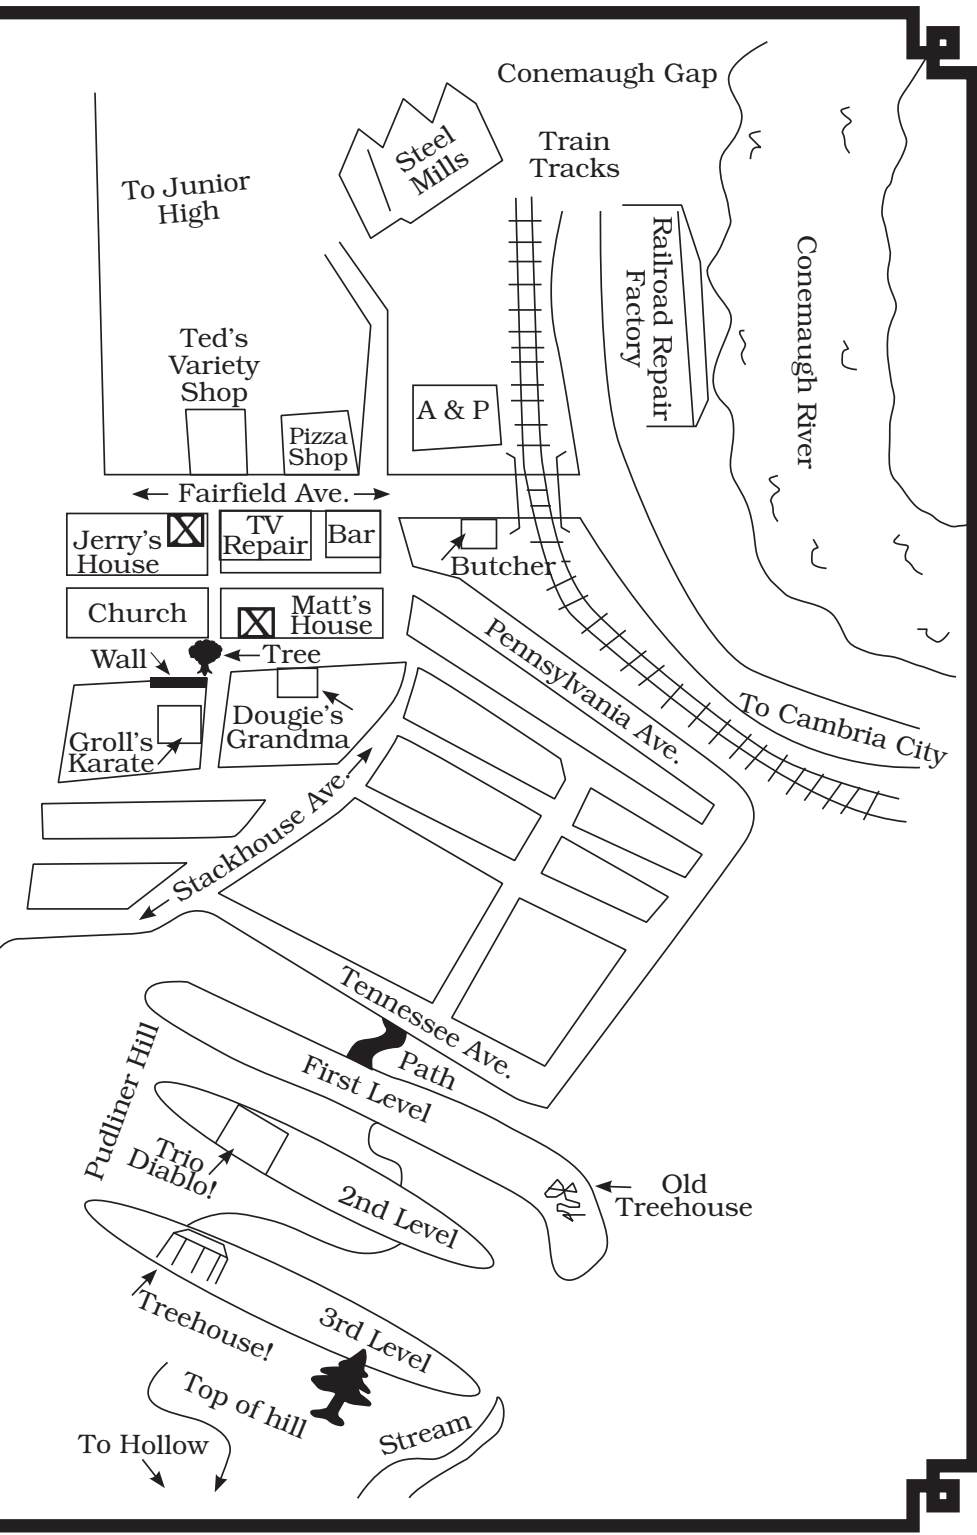 Conemaugh Gap
Steel
Mills
Train
Tracks
To Junior
High
Railroad Repair
Factory
Conemaugh River
Ted's
Variety
Shop
Pizza
Shop
A & P
Fairfield Ave.
Jerry's
House
TV
Repair
Bar
Butcher
Church
Matt's
House
Wall
Tree
Pennsylvania Ave.
Groll's
Karate
Dougie's
Grandma
To Cambria City
Stackhouse Ave.
Tennessee Ave.
Path
First Level
Pudliner Hill
Trio
Diablo!
2nd Level
Old
Treehouse
Treehouse!
3rd Level
Top of hill
To Hollow
Stream